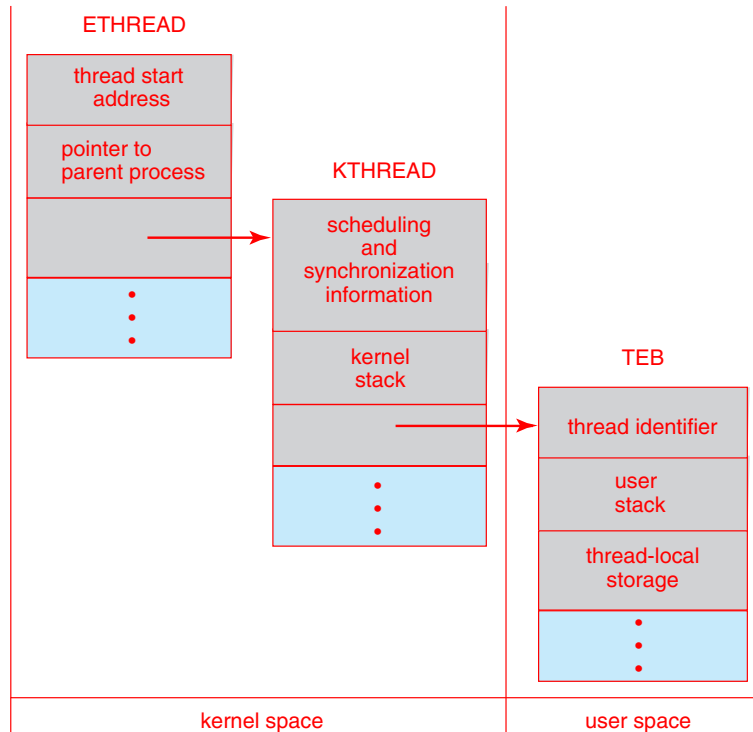 ETHREAD
thread start
address
pointer to
parent process
KTHREAD
scheduling
and
synchronization
information
kernel
stack
TEB
thread identifier
user
stack
thread-local
storage
kernel space
user space